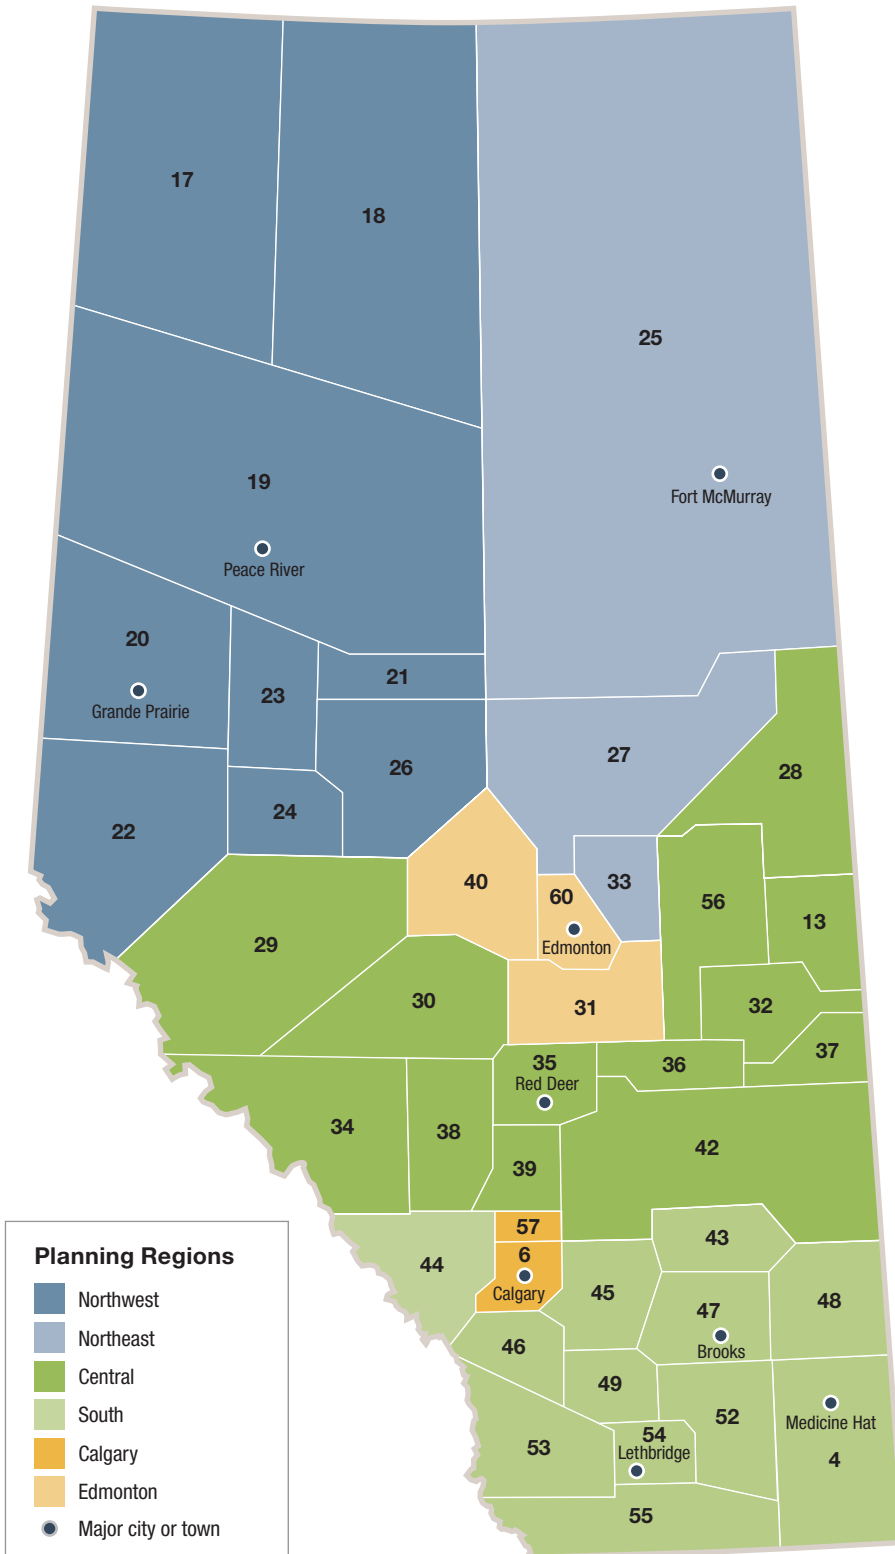 17
18
25
19
Fort McMurray
Peace River
20
23
21
Grande Prairie
26
27
28
24
22
40
33
60
56
13
Edmonton
29
30
31
32
37
35
36
Red Deer
34
38
39
42
57
43
6
44
Calgary
45
47
48
Brooks
46
49
52
Medicine Hat
53
54
Lethbridge
4
55
Planning Regions
Northwest
Northeast
Central
South
Calgary
Edmonton
Major city or town